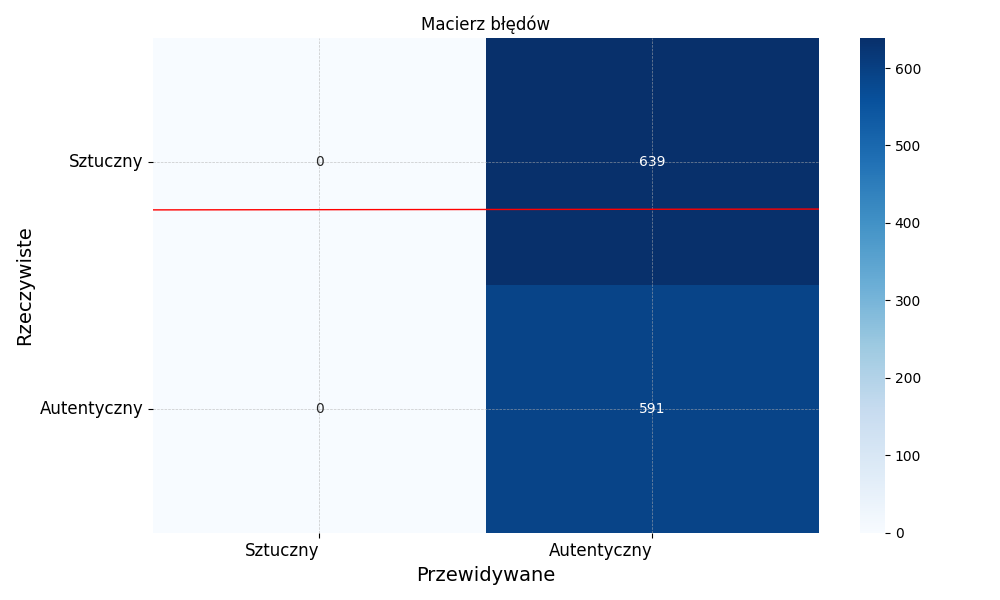 Macierz błędów
Sztuczny
0
639
Autentyczny
0
591
Rzeczywiste
Sztuczny
Autentyczny
Przewidywane
600
500
400
300
200
100
0